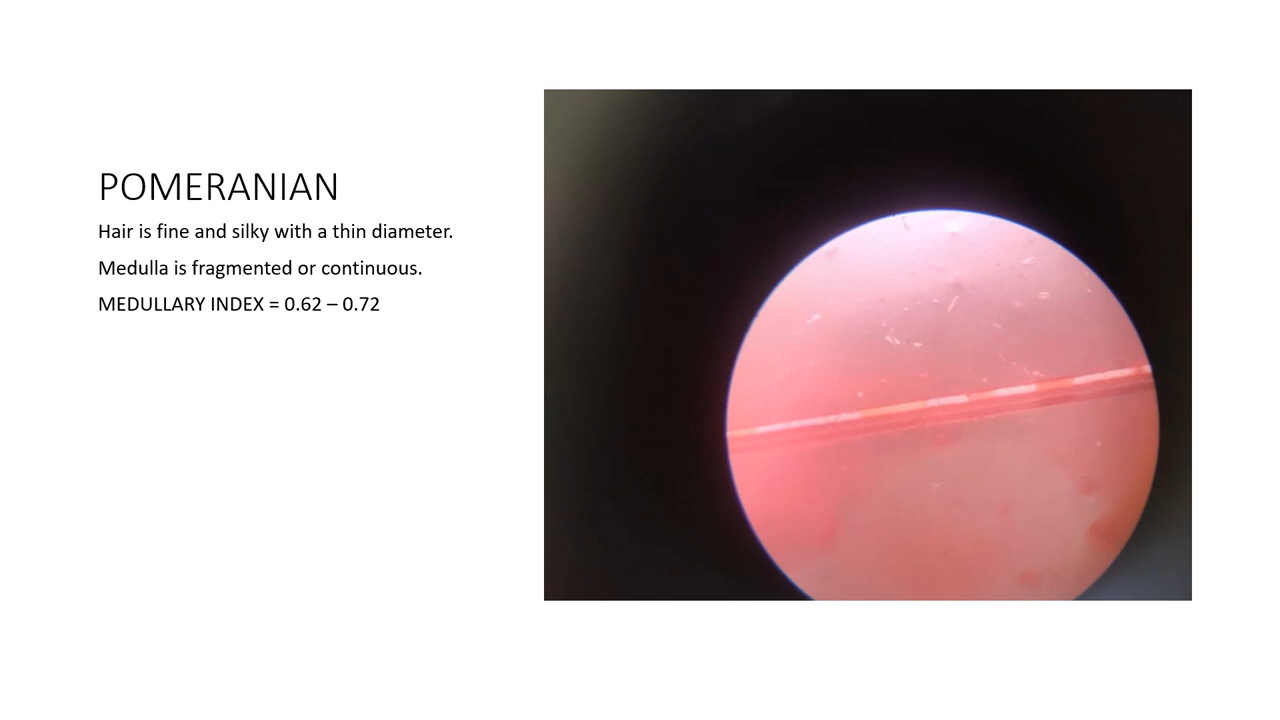 POMERANIAN
Hair is fine and silky with a thin diameter.
Medulla is fragmented or continuous.
MEDULLARY INDEX = 0.62 – 0.72